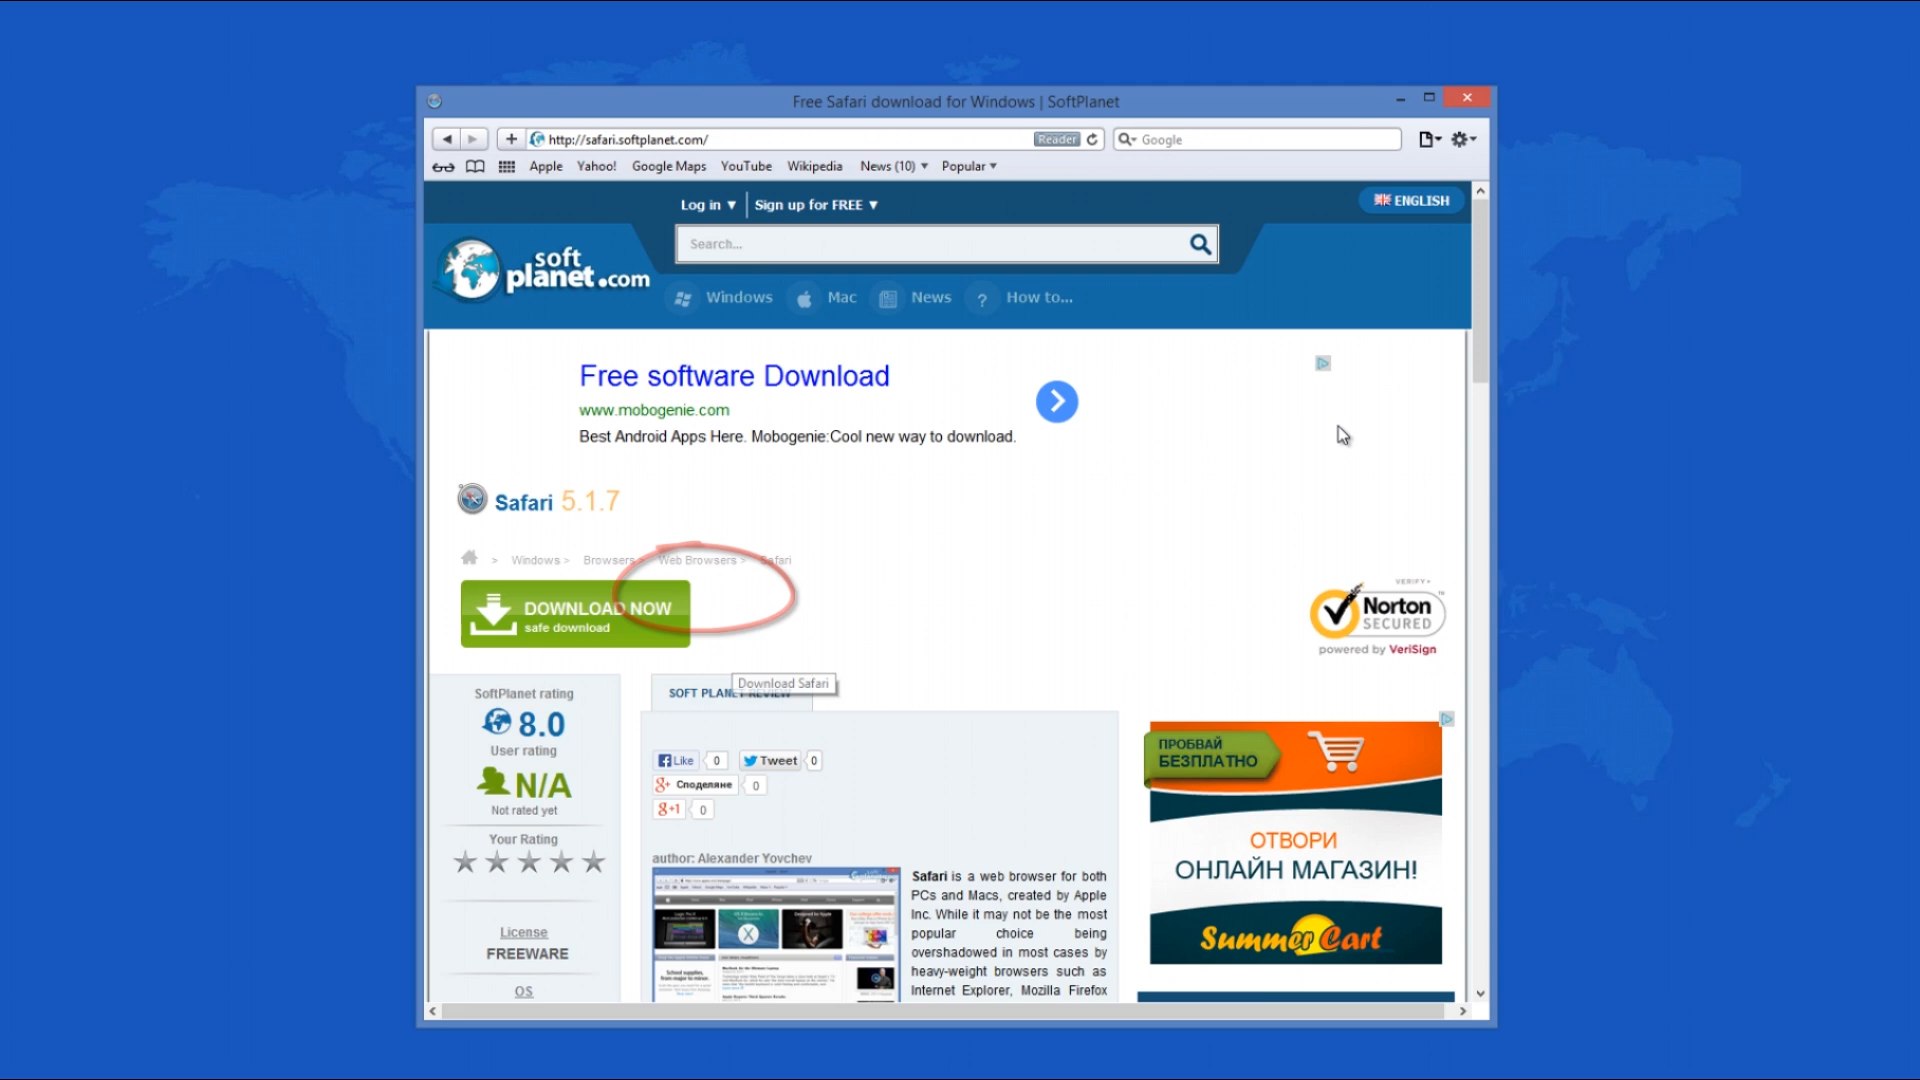 Free Safari download for Windows | SoftPlanet
http://safari.softplanet.com/
Reader
Google
Apple
Yahoo!
Google Maps
YouTube
Wikipedia
News (10) ▼
Popular ▼
Log in ▼
Sign up for FREE ▼
ENGLISH
Search...
soft
planet.com
Windows
Mac
News
? How to...
Free software Download
www.mobogenie.com
Best Android Apps Here. Mobogenie:Cool new way to download.
Safari 5.1.7
> Windows > Browsers > Web Browsers > Safari
DOWNLOAD NOW
safe download
VERIFY
Norton
SECURED
powered by VeriSign
Download Safari
SOFT PLANET REVIEW
SoftPlanet rating
8.0
User rating
N/A
Not rated yet
Your Rating
License
FREEWARE
OS
Like 0
Tweet 0
g+ Споделяне 0
g+1 0
author: Alexander Yovchev
Safari is a web browser for both
PCs and Macs, created by Apple
Inc. While it may not be the most
popular choice being
overshadowed in most cases by
heavy-weight browsers such as
Internet Explorer, Mozilla Firefox
ПРОБВАЙ
БЕЗПЛАТНО
ОТВОРИ
ОНЛАЙН МАГАЗИН!
Summer Cart